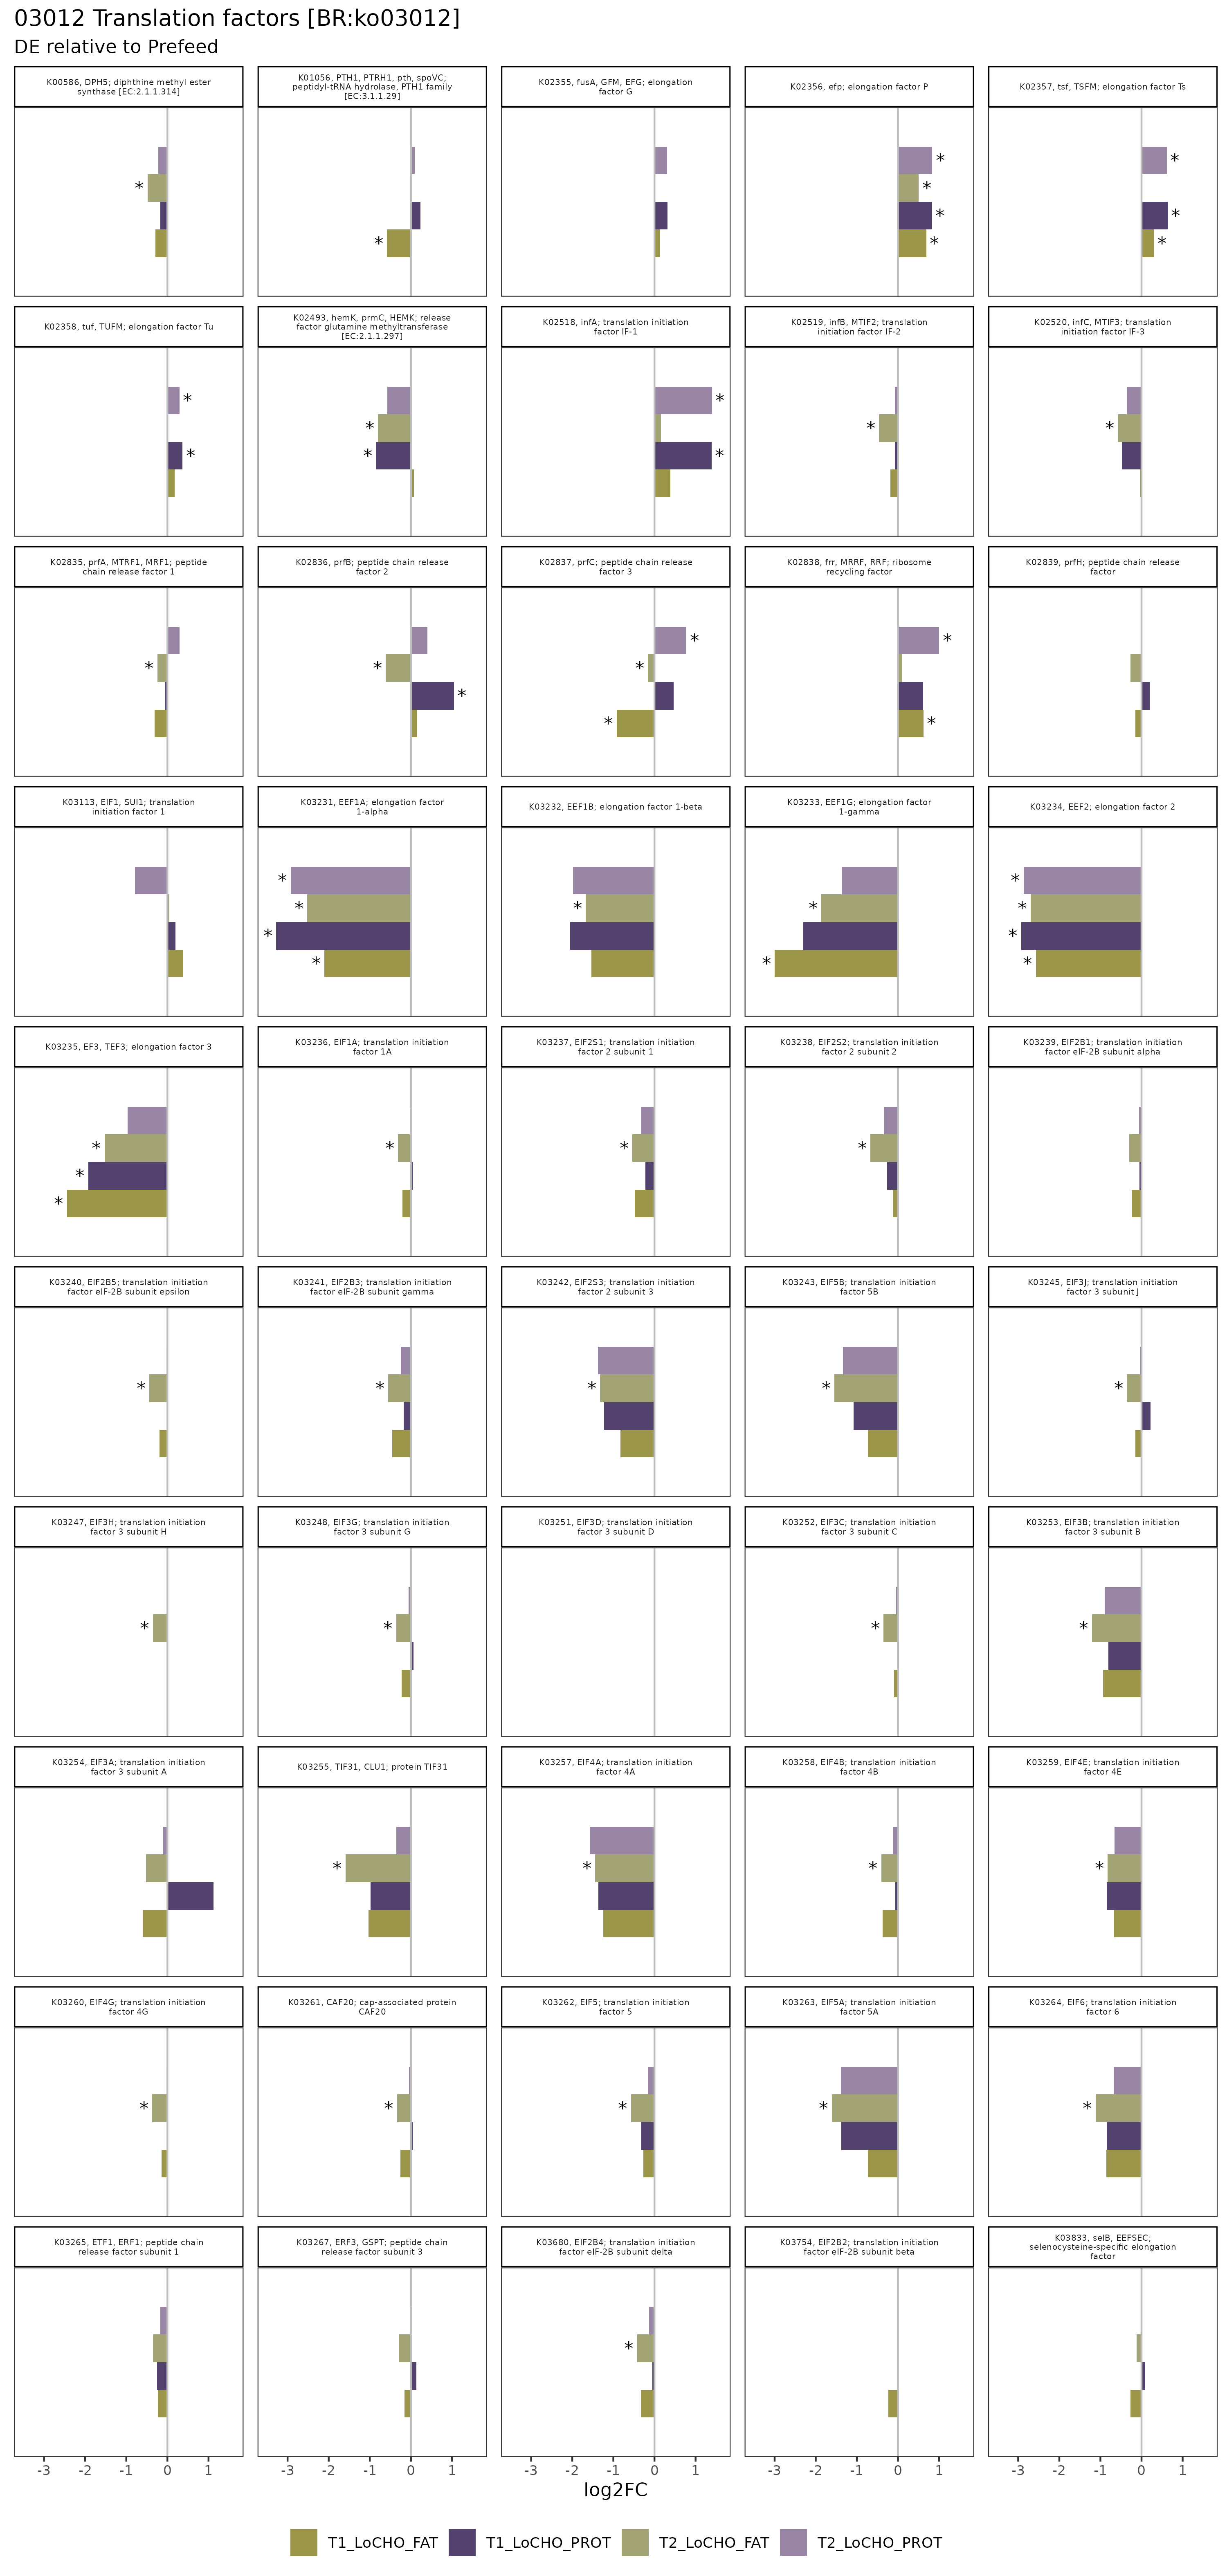 03012 Translation factors [BR:ko03012]
DE relative to Prefeed
K00586, DPH5; diphthine methyl ester
synthase [EC:2.1.1.314]
K01056, PTH1, PTRH1, pth, spoVC;
peptidyl-tRNA hydrolase, PTH1 family
[EC:3.1.1.29]
K02355, fusA, GFM, EFG; elongation
factor G
K02356, efp; elongation factor P
K02357, tsf, TSFM; elongation factor Ts
*
*
*
*
*
*
*
*
*
K02358, tuf, TUFM; elongation factor Tu
K02493, hemK, prmC, HEMK; release
factor glutamine methyltransferase
[EC:2.1.1.297]
K02518, infA; translation initiation
factor IF-1
K02519, infB, MTIF2; translation
initiation factor IF-2
K02520, infC, MTIF3; translation
initiation factor IF-3
*
*
*
*
*
*
*
*
K02835, prfA, MTRF1, MRF1; peptide
chain release factor 1
K02836, prfB; peptide chain release
factor 2
K02837, prfC; peptide chain release
factor 3
K02838, frr, MRRF, RRF; ribosome
recycling factor
K02839, prfH; peptide chain release
factor
*
*
*
*
*
*
*
*
K03113, EIF1, SUI1; translation
initiation factor 1
K03231, EEF1A; elongation factor
1-alpha
K03232, EEF1B; elongation factor 1-beta
K03233, EEF1G; elongation factor
1-gamma
K03234, EEF2; elongation factor 2
*
*
*
*
*
*
*
*
*
*
*
K03235, EF3, TEF3; elongation factor 3
K03236, EIF1A; translation initiation
factor 1A
K03237, EIF2S1; translation initiation
factor 2 subunit 1
K03238, EIF2S2; translation initiation
factor 2 subunit 2
K03239, EIF2B1; translation initiation
factor eIF-2B subunit alpha
*
*
*
*
*
*
K03240, EIF2B5; translation initiation
factor eIF-2B subunit epsilon
K03241, EIF2B3; translation initiation
factor eIF-2B subunit gamma
K03242, EIF2S3; translation initiation
factor 2 subunit 3
K03243, EIF5B; translation initiation
factor 5B
K03245, EIF3J; translation initiation
factor 3 subunit J
*
*
*
*
*
K03247, EIF3H; translation initiation
factor 3 subunit H
K03248, EIF3G; translation initiation
factor 3 subunit G
K03251, EIF3D; translation initiation
factor 3 subunit D
K03252, EIF3C; translation initiation
factor 3 subunit C
K03253, EIF3B; translation initiation
factor 3 subunit B
*
*
*
*
K03254, EIF3A; translation initiation
factor 3 subunit A
K03255, TIF31, CLU1; protein TIF31
K03257, EIF4A; translation initiation
factor 4A
K03258, EIF4B; translation initiation
factor 4B
K03259, EIF4E; translation initiation
factor 4E
*
*
*
*
K03260, EIF4G; translation initiation
factor 4G
K03261, CAF20; cap-associated protein
CAF20
K03262, EIF5; translation initiation
factor 5
K03263, EIF5A; translation initiation
factor 5A
K03264, EIF6; translation initiation
factor 6
*
*
*
*
*
K03265, ETF1, ERF1; peptide chain
release factor subunit 1
K03267, ERF3, GSPT; peptide chain
release factor subunit 3
K03680, EIF2B4; translation initiation
factor eIF-2B subunit delta
K03754, EIF2B2; translation initiation
factor eIF-2B subunit beta
K03833, selB, EEFSEC;
selenocysteine-specific elongation
factor
*
-3 -2 -1 0 1
-3 -2 -1 0 1
-3 -2 -1 0 1
-3 -2 -1 0 1
-3 -2 -1 0 1
log2FC
T1_LoCHO_FAT T1_LoCHO_PROT T2_LoCHO_FAT T2_LoCHO_PROT